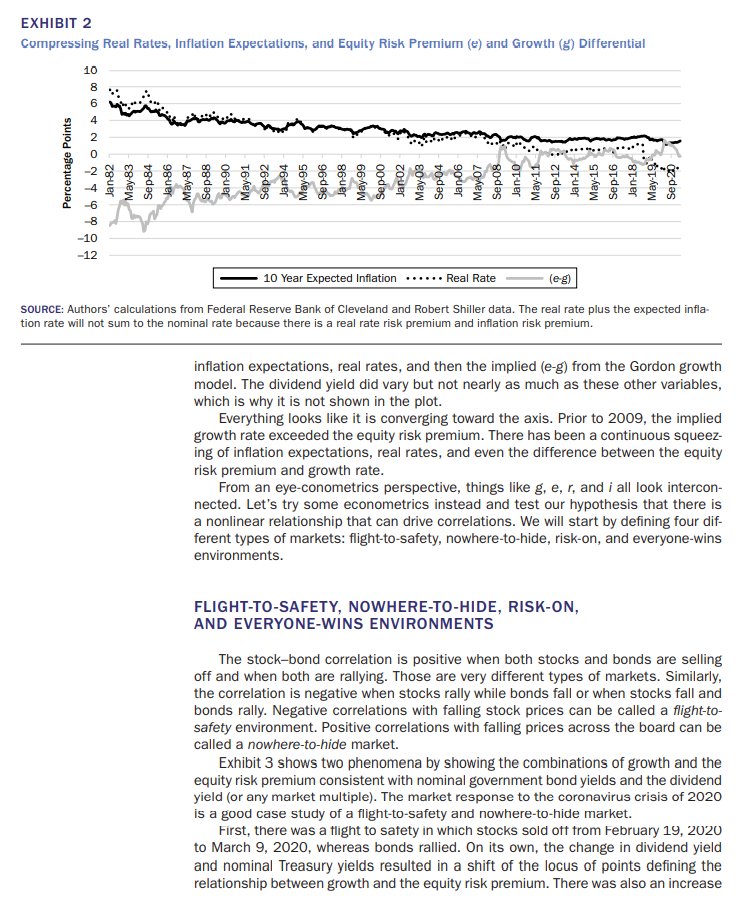 EXHIBIT 2
Compressing Real Rates, Inflation Expectations, and Equity Risk Premium (e) and Growth (g) Differential
Percentage Points
10
8
6
4
2
0
−2
−4
−6
−8
−10
−12
Jan-82
May-83
Sep-84
Jan-86
May-87
Sep-88
Jan-90
May-91
Sep-92
Jan-94
May-95
Sep-96
Jan-98
May-99
Sep-00
Jan-02
May-03
Sep-04
Jan-06
May-07
Sep-08
Jan-10
May-11
Sep-12
Jan-14
May-15
Sep-16
Jan-18
May-19
Sep-20
10 Year Expected Inflation
Real Rate
(e-g)
SOURCE: Authors’ calculations from Federal Reserve Bank of Cleveland and Robert Shiller data. The real rate plus the expected infla-
tion rate will not sum to the nominal rate because there is a real rate risk premium and inflation risk premium.
inflation expectations, real rates, and then the implied (e-g) from the Gordon growth
model. The dividend yield did vary but not nearly as much as these other variables,
which is why it is not shown in the plot.
Everything looks like it is converging toward the axis. Prior to 2009, the implied
growth rate exceeded the equity risk premium. There has been a continuous squeez-
ing of inflation expectations, real rates, and even the difference between the equity
risk premium and growth rate.
From an eye-conometrics perspective, things like g, e, r, and i all look intercon-
nected. Let’s try some econometrics instead and test our hypothesis that there is
a nonlinear relationship that can drive correlations. We will start by defining four dif-
ferent types of markets: flight-to-safety, nowhere-to-hide, risk-on, and everyone-wins
environments.
FLIGHT-TO-SAFETY, NOWHERE-TO-HIDE, RISK-ON,
AND EVERYONE-WINS ENVIRONMENTS
The stock–bond correlation is positive when both stocks and bonds are selling
off and when both are rallying. Those are very different types of markets. Similarly,
the correlation is negative when stocks rally while bonds fall or when stocks fall and
bonds rally. Negative correlations with falling stock prices can be called a flight-to-
safety environment. Positive correlations with falling prices across the board can be
called a nowhere-to-hide market.
Exhibit 3 shows two phenomena by showing the combinations of growth and the
equity risk premium consistent with nominal government bond yields and the dividend
yield (or any market multiple). The market response to the coronavirus crisis of 2020
is a good case study of a flight-to-safety and nowhere-to-hide market.
First, there was a flight to safety in which stocks sold off from February 19, 2020
to March 9, 2020, whereas bonds rallied. On its own, the change in dividend yield
and nominal Treasury yields resulted in a shift of the locus of points defining the
relationship between growth and the equity risk premium. There was also an increase